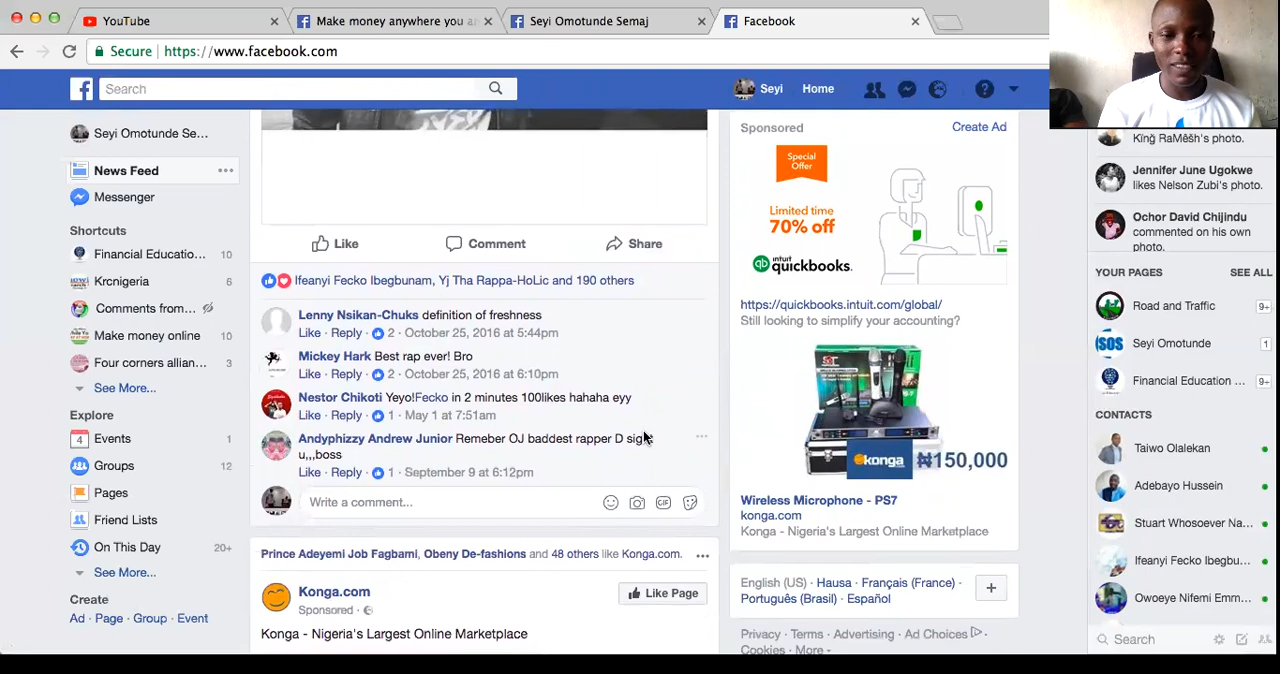 YouTube
Make money anywhere you a
Seyi Omotunde Semaj
Facebook
Secure https://www.facebook.com
Search
Seyi
Home
Seyi Omotunde Se...
News Feed
Messenger
Shortcuts
Financial Educatio... 10
Krcnigeria 6
Comments from...
Make money online 10
Four corners allian... 3
See More...
Explore
4 Events 1
Groups 12
Pages
Friend Lists
On This Day 20+
See More...
Create
Ad · Page · Group · Event
Like Comment Share
Ifeanyi Fecko Ibegbunam, Yj Tha Rappa-HoLic and 190 others
Lenny Nsikan-Chuks definition of freshness
Like · Reply · 2 · October 25, 2016 at 5:44pm
Mickey Hark Best rap ever! Bro
Like · Reply · 2 · October 25, 2016 at 6:10pm
Nestor Chikoti Yeyo!Fecko in 2 minutes 100likes hahaha eyy
Like · Reply · 1 · May 1 at 7:51am
Andyphizzy Andrew Junior Remeber OJ baddest rapper D
u,,,boss
Like · Reply · 1 · September 9 at 6:12pm
Write a comment...
GIF
Prince Adeyemi Job Fagbami, Obeny De-fashions and 48 others like Konga.com.
Konga.com
Sponsored ·
Like Page
Konga - Nigeria's Largest Online Marketplace
Sponsored Create Ad
Special
Offer
Limited time
70% off
qb intuit quickbooks.
https://quickbooks.intuit.com/global/
Still looking to simplify your accounting?
konga ₦150,000
Wireless Microphone - PS7
konga.com
Konga - Nigeria's Largest Online Marketplace
English (US) · Hausa · Français (France) ·
Português (Brasil) · Español
Privacy · Terms · Advertising · Ad Choices ·
Cookies · More
King RaMēsh's photo.
Jennifer June Ugokwe
likes Nelson Zubi's photo.
Ochor David Chijindu
commented on his own
photo.
YOUR PAGES SEE ALL
Road and Traffic 9+
SOS Seyi Omotunde 1
Financial Education ... 9+
CONTACTS
Taiwo Olalekan
Adebayo Hussein
Stuart Whosoever Na...
Ifeanyi Fecko Ibegbu...
Owoeye Nifemi Emm...
Search